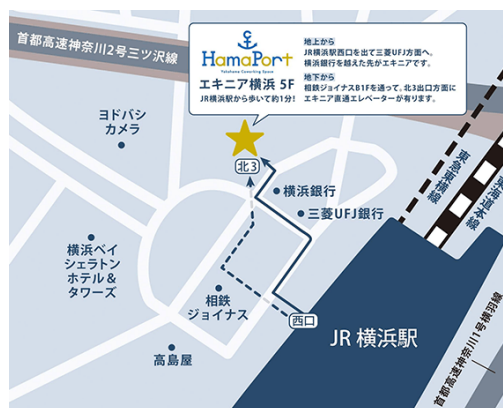 首都高速神奈川2号三ツ沢線
HamaPort
Yokohama Connecting Space
エキニア横浜 5F
JR横浜駅から歩いて約1分!
地上から
JR横浜駅西口を出て三菱UFJ方面へ。
横浜銀行を越えた先がエキニアです。
地下から
相鉄ジョイナスB1Fを通って、北3出口方面に
エキニア直通エレベーターが有ります。
ヨドバシ
カメラ
北3
横浜銀行
三菱UFJ銀行
東急東横線
東海道本線
横浜ベイ
シェラトン
ホテル&
タワーズ
相鉄
ジョイナス
西口
高島屋
JR 横浜駅
首都高速神奈川1号横羽線